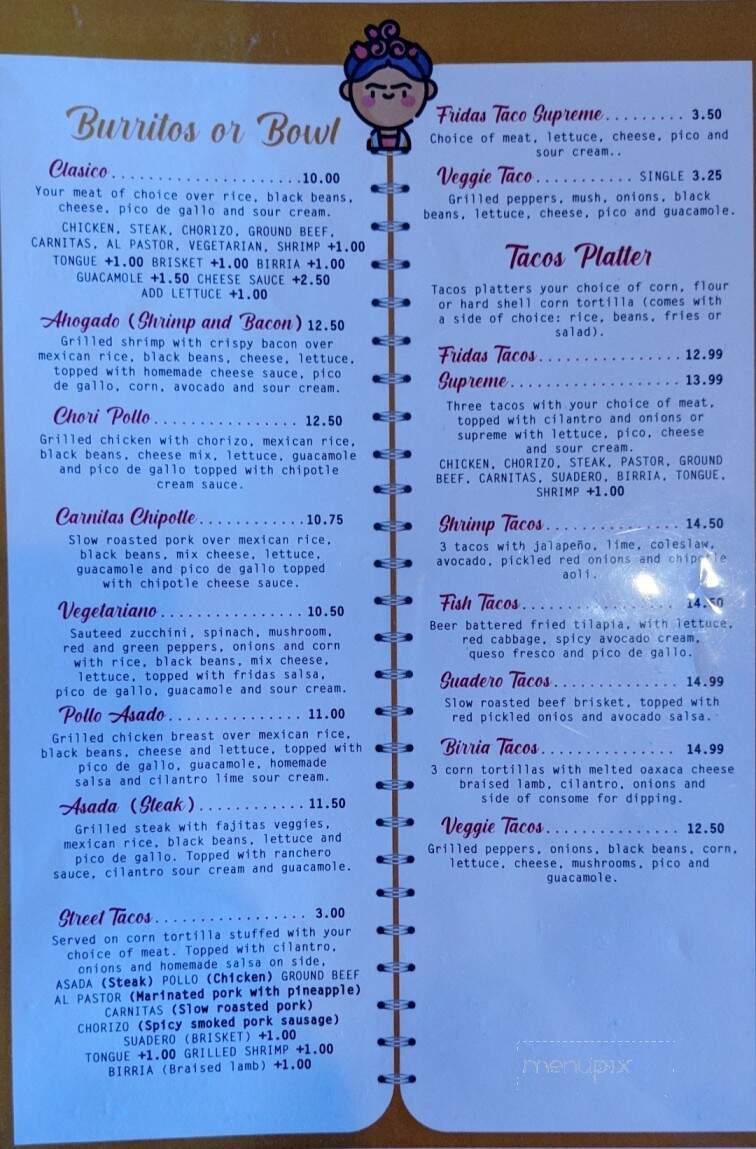 Burritos or Bowl
Clasico....................10.00
Your meat of choice over rice, black beans,
cheese, pico de gallo and sour cream.
CHICKEN, STEAK, CHORIZO, GROUND BEEF,
CARNITAS, AL PASTOR, VEGETARIAN, SHRIMP +1.00
TONGUE +1.00 BRISKET +1.00 BIRRIA +1.00
GUACAMOLE +1.50 CHEESE SAUCE +2.50
ADD LETTUCE +1.00
Ahogado (Shrimp and Bacon) 12.50
Grilled shrimp with crispy bacon over
mexican rice, black beans, cheese, lettuce,
topped with homemade cheese sauce, pico
de gallo, corn, avocado and sour cream.
Chori Pollo................ 12.50
Grilled chicken with chorizo, mexican rice,
black beans, cheese mix, lettuce, guacamole
and pico de gallo topped with chipotle
cream sauce.
Carnitas Chipotle............10.75
Slow roasted pork over mexican rice,
black beans, mix cheese, lettuce,
guacamole and pico de gallo topped
with chipotle cheese sauce.
Vegetariano................ 10.50
Sauteed zucchini, spinach, mushroom,
red and green peppers, onions and corn
with rice, black beans, mix cheese,
lettuce, topped with fridas salsa,
pico de gallo, guacamole and sour cream.
Pollo Asado............... 11.00
Grilled chicken breast over mexican rice,
black beans, cheese and lettuce, topped with
pico de gallo, guacamole, homemade
salsa and cilantro lime sour cream.
Asada (Steak)............ 11.50
Grilled steak with fajitas veggies,
mexican rice, black beans, lettuce and
pico de gallo. Topped with ranchero
sauce, cilantro sour cream and guacamole.
Street Tacos................. 3.00
Served on corn tortilla stuffed with your
choice of meat. Topped with cilantro,
onions and homemade salsa on side,
ASADA (Steak) POLLO (Chicken) GROUND BEEF
AL PASTOR (Marinated pork with pineapple)
CARNITAS (Slow roasted pork)
CHORIZO (Spicy smoked pork sausage)
SUADERO (BRISKET) +1.00
TONGUE +1.00 GRILLED SHRIMP +1.00
BIRRIA (Braised lamb) +1.00
Fridas Taco Supreme......... 3.50
Choice of meat, lettuce, cheese, pico and
sour cream..
Veggie Taco........... SINGLE 3.25
Grilled peppers, mush, onions, black
beans, lettuce, cheese, pico and guacamole.
Tacos Platter
Tacos platters your choice of corn, flour
or hard shell corn tortilla (comes with
a side of choice: rice, beans, fries or
salad).
Fridas Tacos................ 12.99
Supreme................... 13.99
Three tacos with your choice of meat,
topped with cilantro and onions or
supreme with lettuce, pico, cheese
and sour cream.
CHICKEN, CHORIZO, STEAK, PASTOR, GROUND
BEEF, CARNITAS, SUADERO, BIRRIA, TONGUE,
SHRIMP +1.00
Shrimp Tacos............... 14.50
3 tacos with jalapeño, lime, coleslaw,
avocado, pickled red onions and chipotle
aoli.
Fish Tacos................. 14.50
Beer battered fried tilapia, with lettuce,
red cabbage, spicy avocado cream,
queso fresco and pico de gallo.
Suadero Tacos.............. 14.99
Slow roasted beef brisket, topped with
red pickled onios and avocado salsa.
Birria Tacos................ 14.99
3 corn tortillas with melted oaxaca cheese
braised lamb, cilantro, onions and
side of consome for dipping.
Veggie Tacos............... 12.50
Grilled peppers, onions, black beans, corn,
lettuce, cheese, mushrooms, pico and
guacamole.
menupix